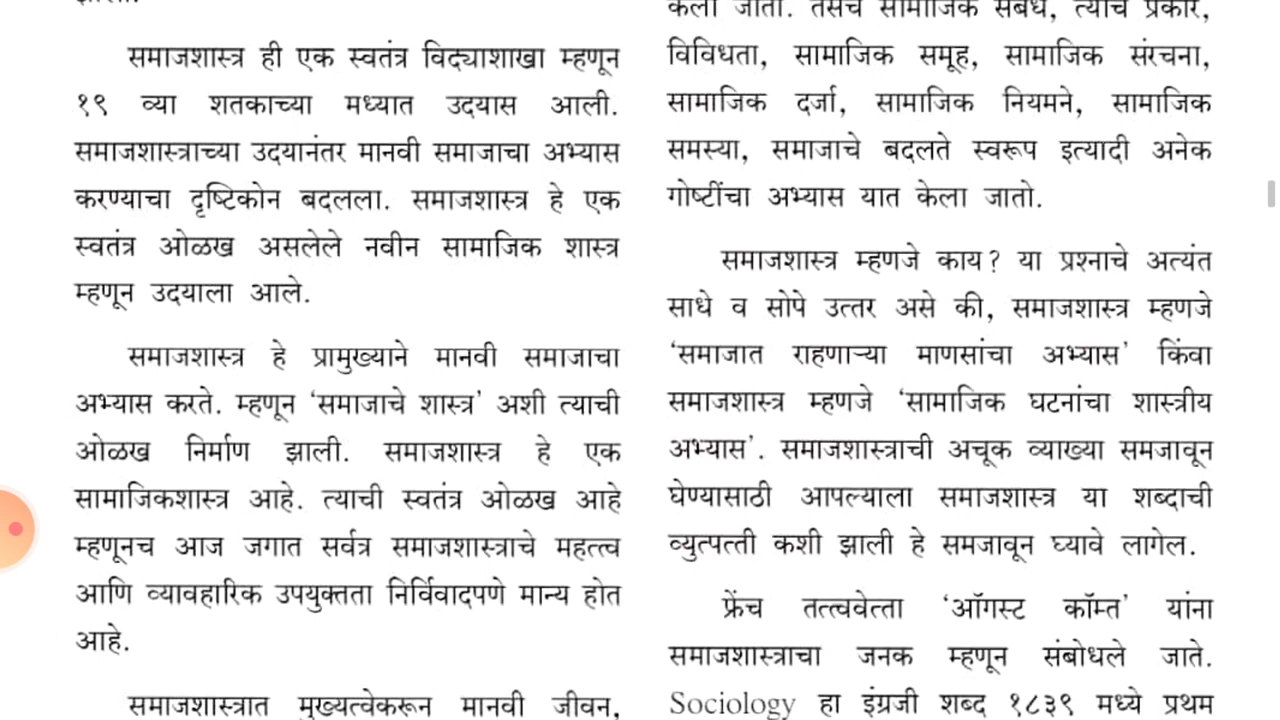 झाली.
समाजशास्त्र ही एक स्वतंत्र विद्याशाखा म्हणून
१९ व्या शतकाच्या मध्यात उदयास आली.
समाजशास्त्राच्या उदयानंतर मानवी समाजाचा अभ्यास
करण्याचा दृष्टिकोन बदलला. समाजशास्त्र हे एक
स्वतंत्र ओळख असलेले नवीन सामाजिक शास्त्र
म्हणून उदयाला आले.
समाजशास्त्र हे प्रामुख्याने मानवी समाजाचा
अभ्यास करते. म्हणून ‘समाजाचे शास्त्र’ अशी त्याची
ओळख निर्माण झाली. समाजशास्त्र हे एक
सामाजिकशास्त्र आहे. त्याची स्वतंत्र ओळख आहे
म्हणूनच आज जगात सर्वत्र समाजशास्त्राचे महत्त्व
आणि व्यावहारिक उपयुक्तता निर्विवादपणे मान्य होत
आहे.
समाजशास्त्रात मुख्यत्वेकरून मानवी जीवन,
केला जातो. तसेच सामाजिक संबंध, त्याचे प्रकार,
विविधता, सामाजिक समूह, सामाजिक संरचना,
सामाजिक दर्जा, सामाजिक नियमने, सामाजिक
समस्या, समाजाचे बदलते स्वरूप इत्यादी अनेक
गोष्टींचा अभ्यास यात केला जातो.
समाजशास्त्र म्हणजे काय? या प्रश्नाचे अत्यंत
साधे व सोपे उत्तर असे की, समाजशास्त्र म्हणजे
‘समाजात राहणाऱ्या माणसांचा अभ्यास’ किंवा
समाजशास्त्र म्हणजे ‘सामाजिक घटनांचा शास्त्रीय
अभ्यास’. समाजशास्त्राची अचूक व्याख्या समजावून
घेण्यासाठी आपल्याला समाजशास्त्र या शब्दाची
व्युत्पत्ती कशी झाली हे समजावून घ्यावे लागेल.
फ्रेंच तत्त्ववेत्ता ‘ऑगस्ट कॉम्त’ यांना
समाजशास्त्राचा जनक म्हणून संबोधले जाते.
Sociology हा इंग्रजी शब्द १८३९ मध्ये प्रथम